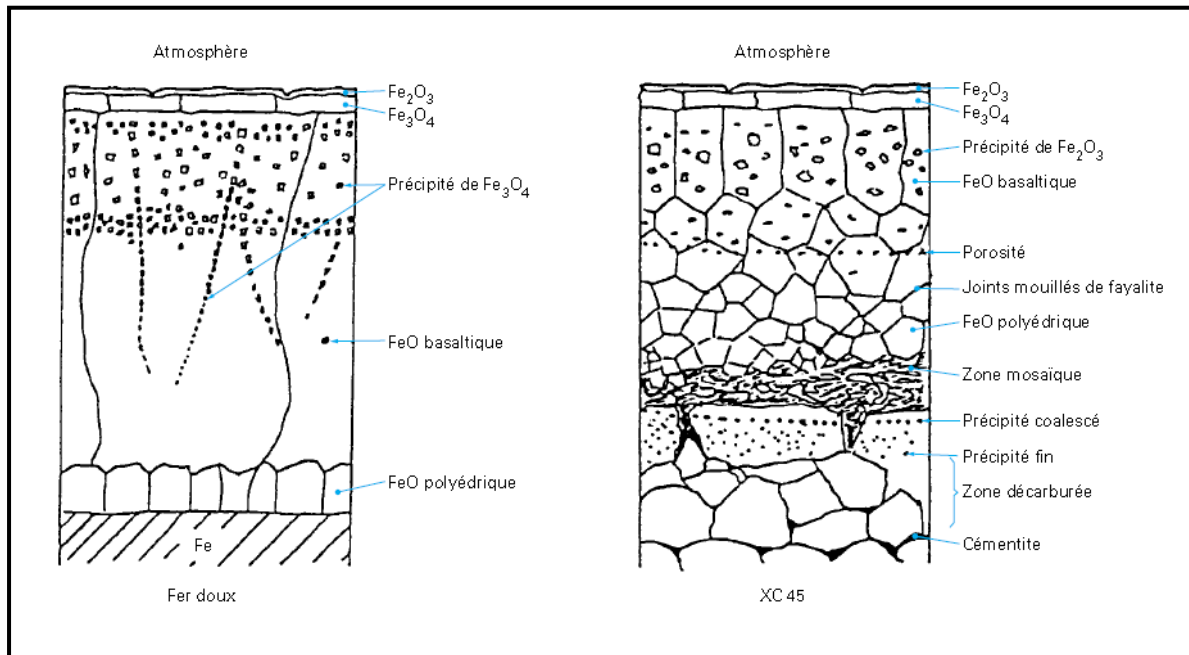 Atmosphère
Fe₂O₃
Fe₃O₄
Précipité de Fe₃O₄
FeO basaltique
FeO polyédrique
Fe
Fer doux
Atmosphère
Fe₂O₃
Fe₃O₄
Précipité de Fe₂O₃
FeO basaltique
Porosité
Joints mouillés de fayalite
FeO polyédrique
Zone mosaïque
Précipité coalescé
Précipité fin
Zone décarburée
Cémentite
XC 45